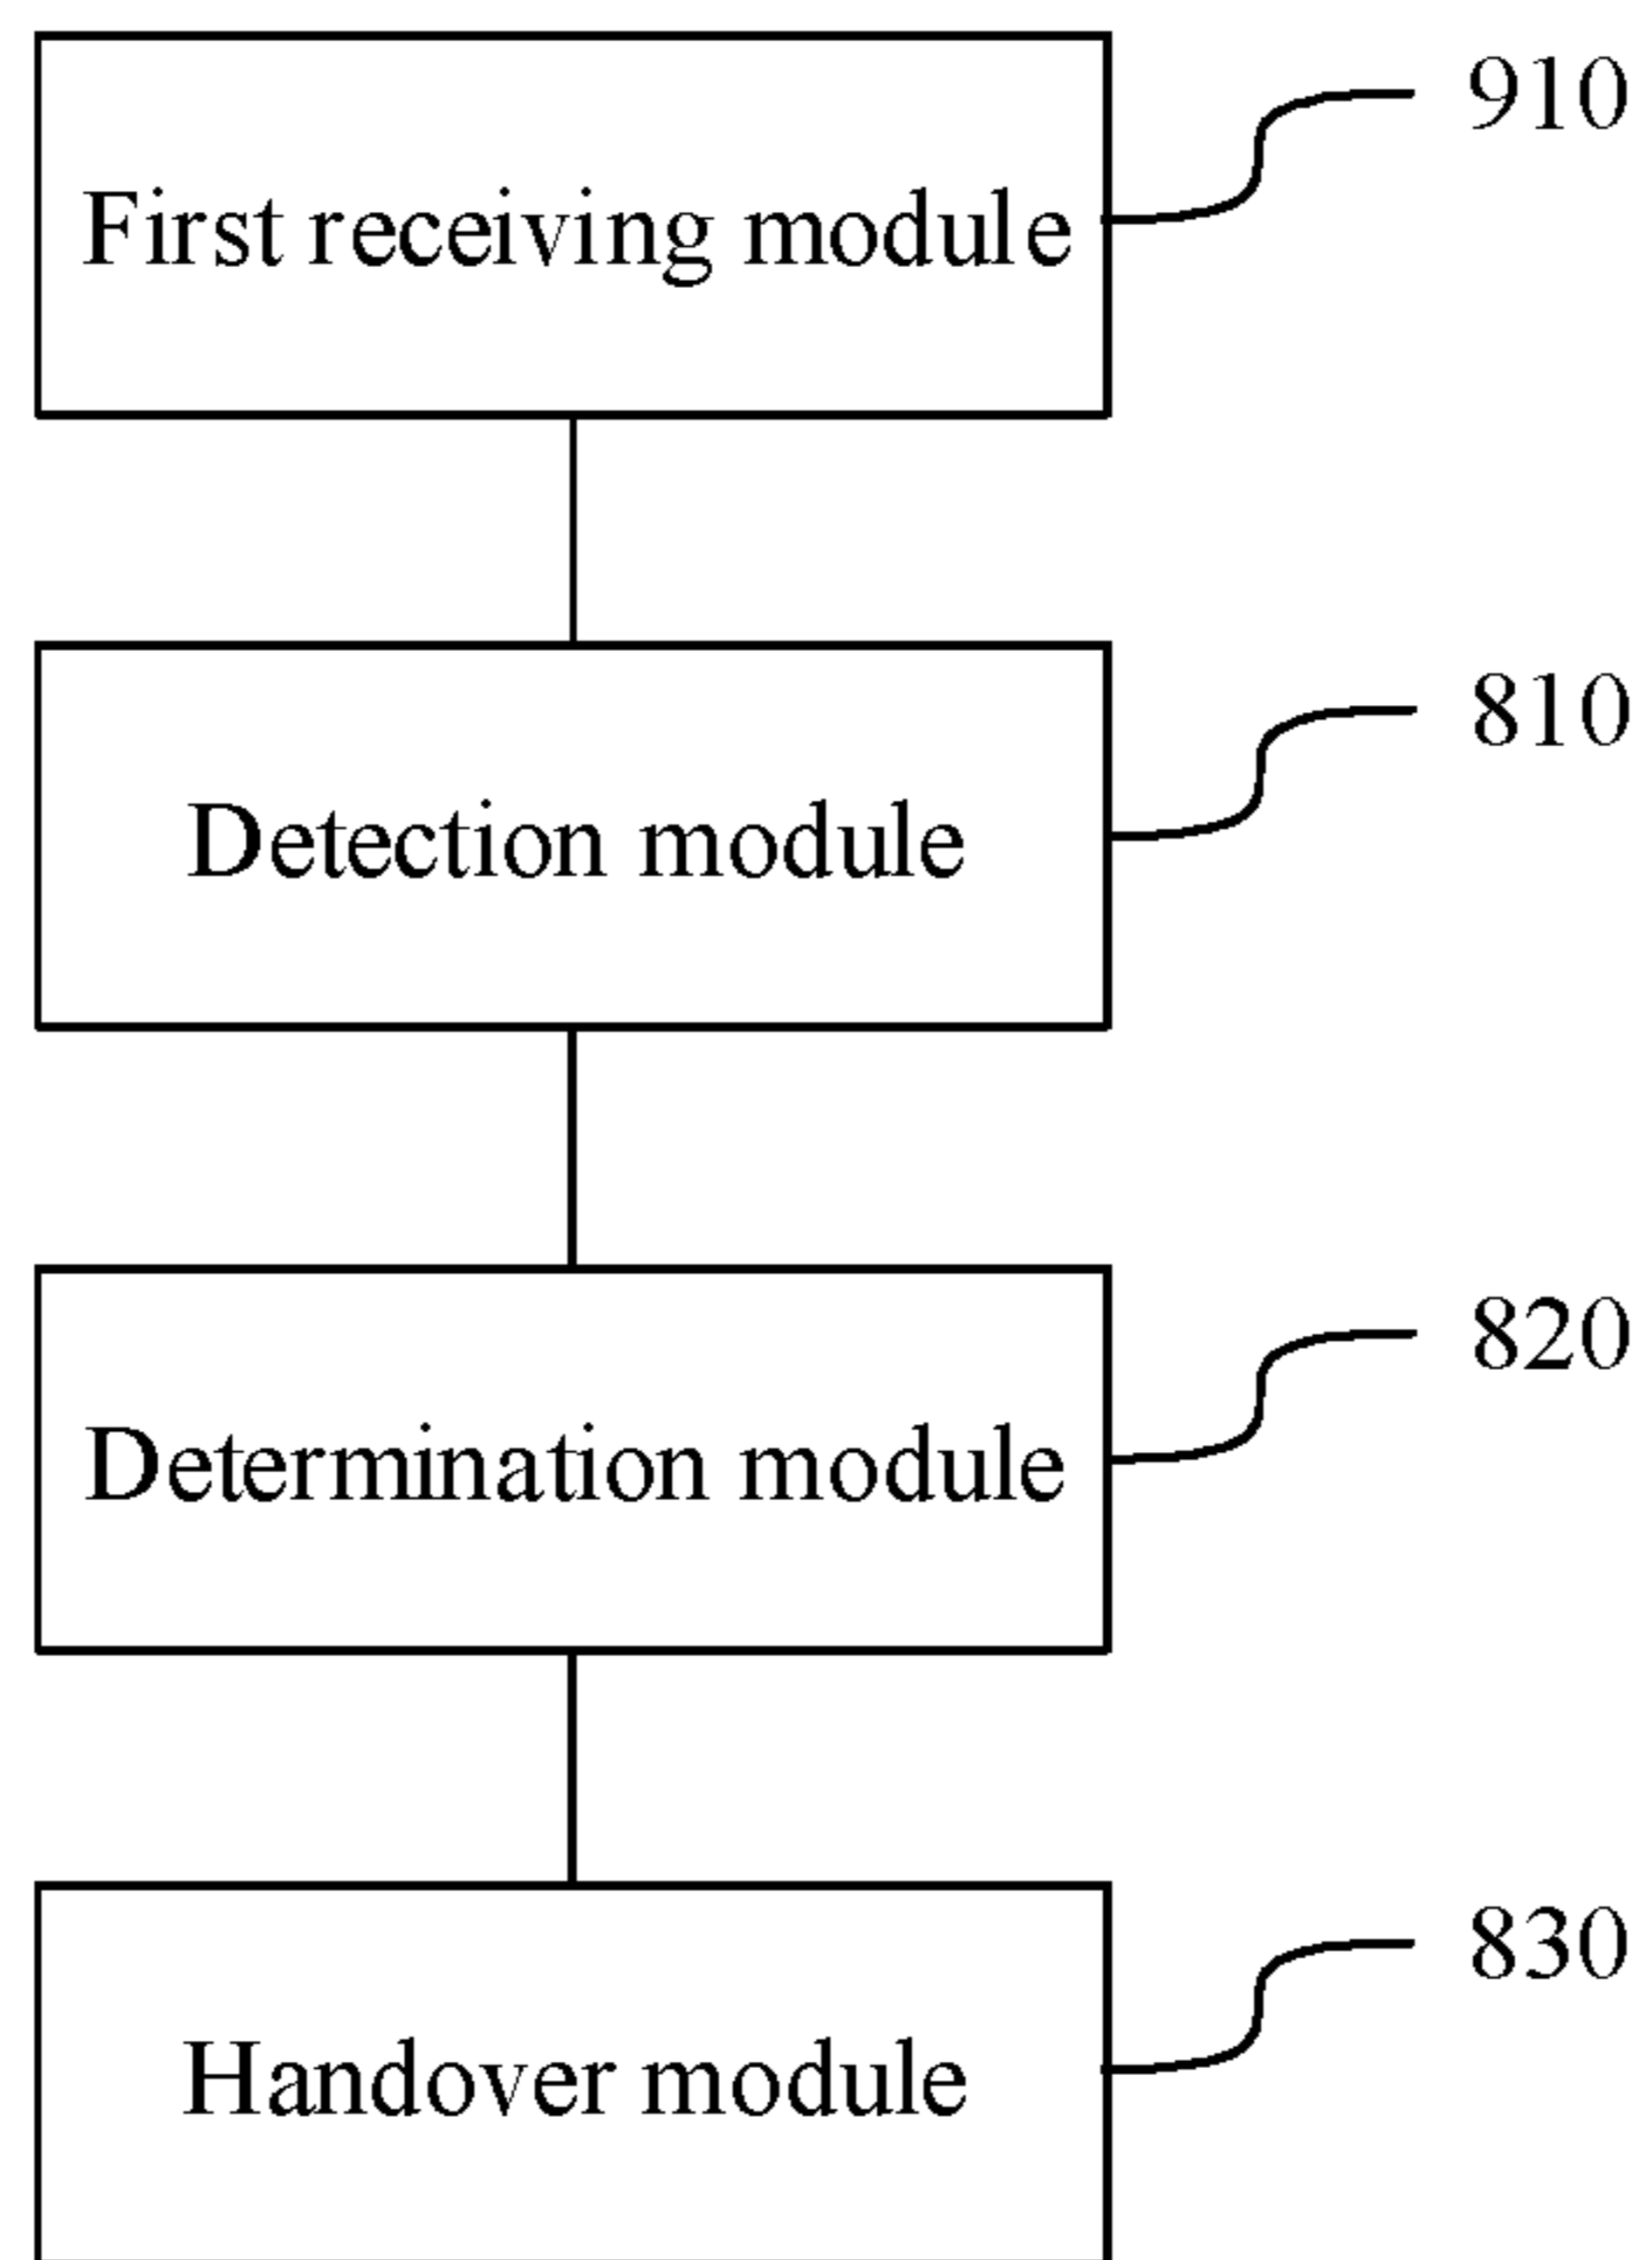 910
First receiving module
810
Detection module
820
Determination module
830
Handover module